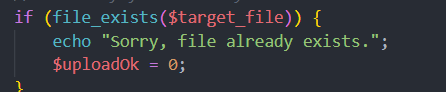 if (file_exists($target_file)) {
    echo "Sorry, file already exists.";
    $uploadOk = 0;
}